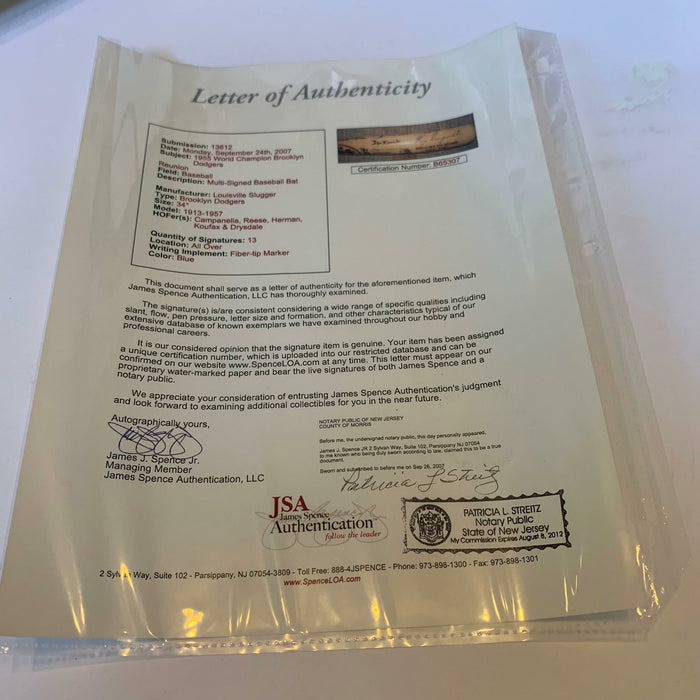 Letter of Authenticity
Submission: 13612
Date: Monday, September 24th, 2007
Subject: 1955 World Champion Brooklyn
Dodgers
Reunion
Field: Baseball
Description: Multi-Signed Baseball Bat
Manufacturer: Louisville Slugger
Type: Brooklyn Dodgers
Size: 34"
Model: 1913-1957
HOFer(s): Campanella, Reese, Herman,
Koufax & Drysdale
Quantity of Signatures: 13
Location: All Over
Writing Implement: Fiber-tip Marker
Color: Blue
Certification Number: B65307
This document shall serve as a letter of authenticity for the aforementioned item, which
James Spence Authentication, LLC has thoroughly examined.
The signature(s) is/are consistent considering a wide range of specific qualities including
slant, flow, pen pressure, letter size and formation, and other characteristics typical of our
extensive database of known exemplars we have examined throughout our hobby and
professional careers.
It is our considered opinion that the signature item is genuine. Your item has been assigned
a unique certification number, which is uploaded into our restricted database and can be
confirmed on our website www.SpenceLOA.com at any time. This letter must appear on our
proprietary water-marked paper and bear the live signatures of both James Spence and a
notary public.
We appreciate your consideration of entrusting James Spence Authentication's judgment
and look forward to examining additional collectibles for you in the near future.
Autographically yours,
James J. Spence Jr.
Managing Member
James Spence Authentication, LLC
NOTARY PUBLIC OF NEW JERSEY
COUNTY OF MORRIS
Before me, the undersigned notary public, this day personally appeared,
James J. Spence JR 2 Sylvan Way, Suite 102, Parsippany NJ 07054
to me known who being duly sworn according to law, claimed this to be a true
document.
Sworn and subscribed to before me on Sep 26, 2007
Patricia L Streitz
JSA
James Spence
Authentication
follow the leader
PATRICIA L. STREITZ
Notary Public
State of New Jersey
My Commission Expires August 8, 2012
2 Sylvan Way, Suite 102 - Parsippany, NJ 07054-3809 - Toll Free: 888-4JSPENCE - Phone: 973-898-1300 - Fax: 973-898-1301
www.SpenceLOA.com